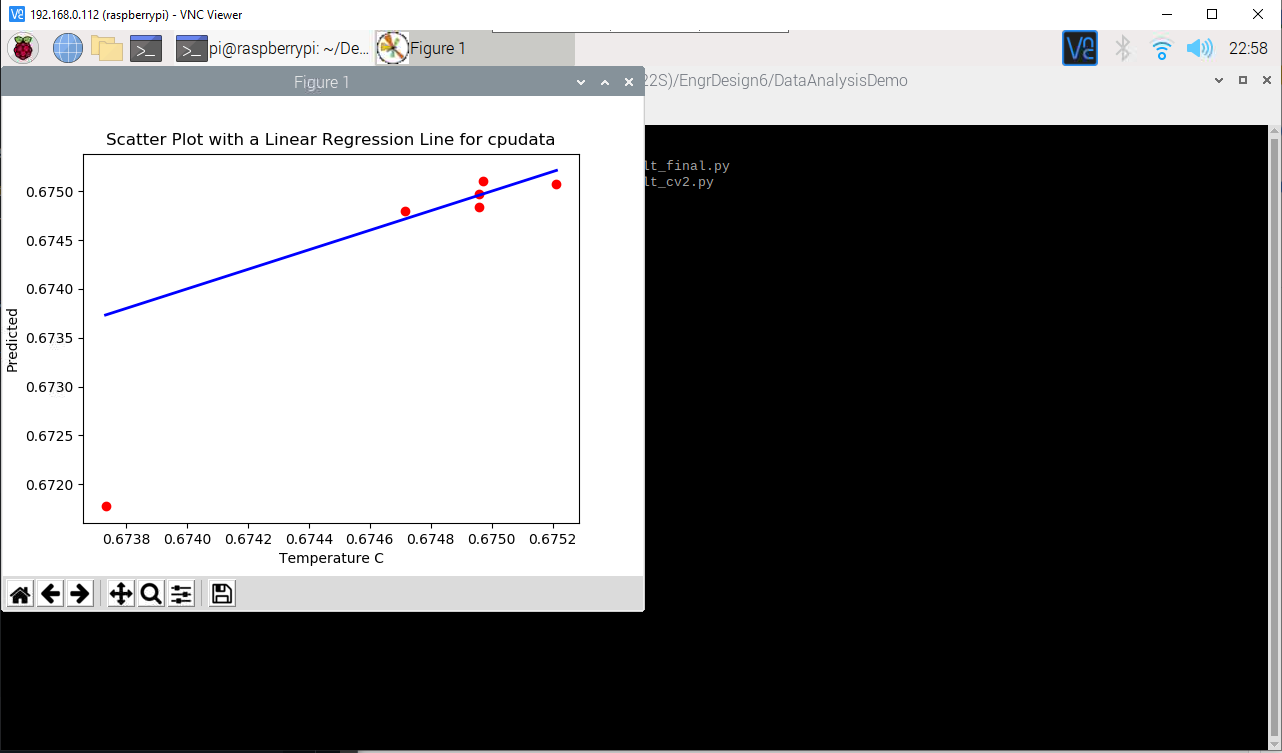 192.168.0.112 (raspberrypi) - VNC Viewer
pi@raspberrypi: ~/De... Figure 1 22:58
Figure 1
22S)/EngrDesign6/DataAnalysisDemo
Scatter Plot with a Linear Regression Line for cpudata
lt_final.py
lt_cv2.py
0.6750
0.6745
0.6740
0.6735
0.6730
0.6725
0.6720
Predicted
0.6738 0.6740 0.6742 0.6744 0.6746 0.6748 0.6750 0.6752
Temperature C